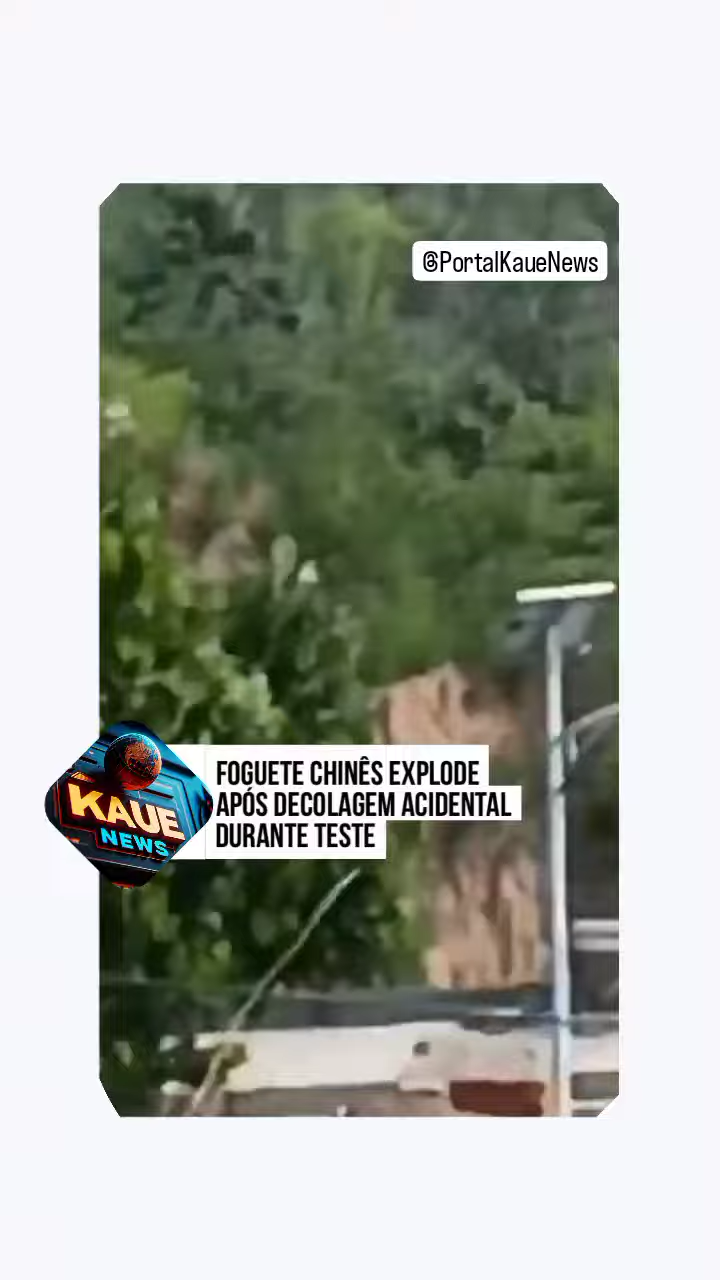 @PortalKaueNews
FOGUETE CHINÊS EXPLODE
APÓS DECOLAGEM ACIDENTAL
DURANTE TESTE
KAUE
NEWS